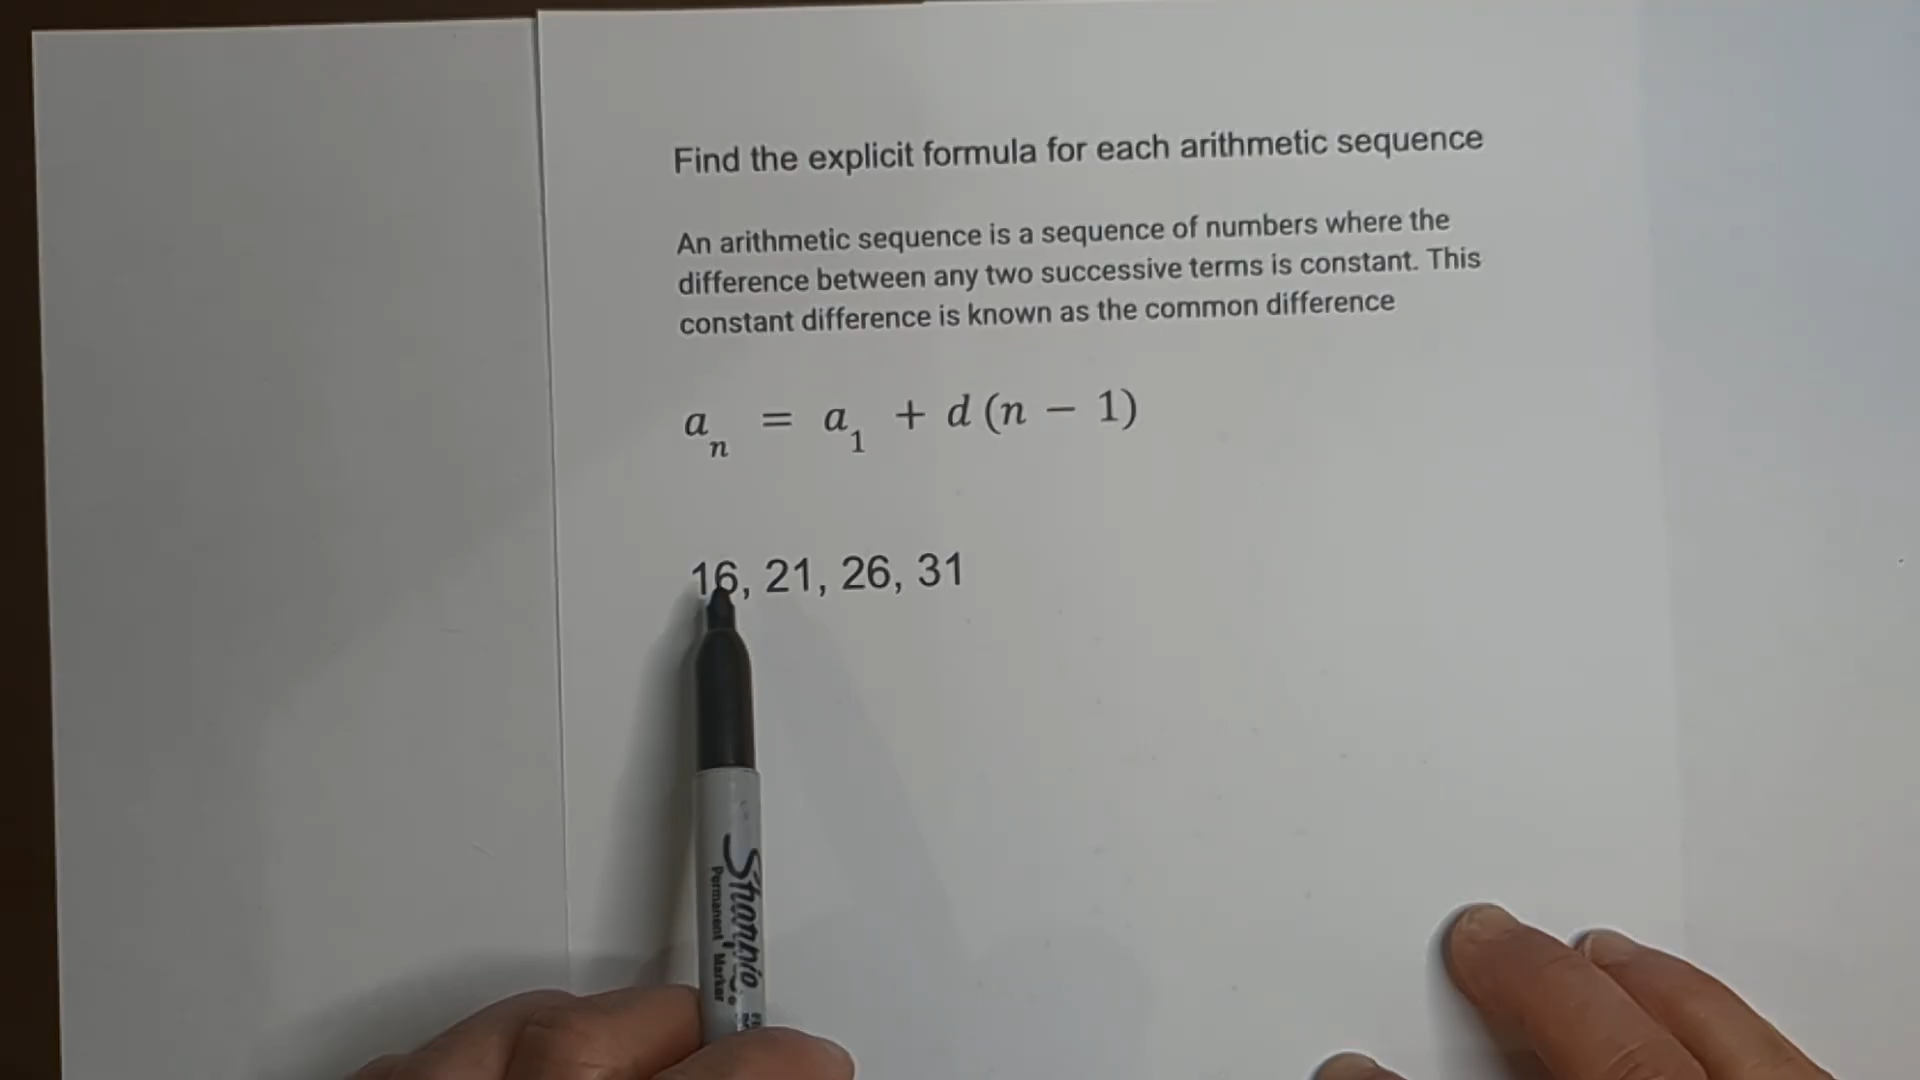 Find the explicit formula for each arithmetic sequence
An arithmetic sequence is a sequence of numbers where the
difference between any two successive terms is constant. This
constant difference is known as the common difference
a_n = a_1 + d (n − 1)
16, 21, 26, 31
Sharpie
Permanent Marker